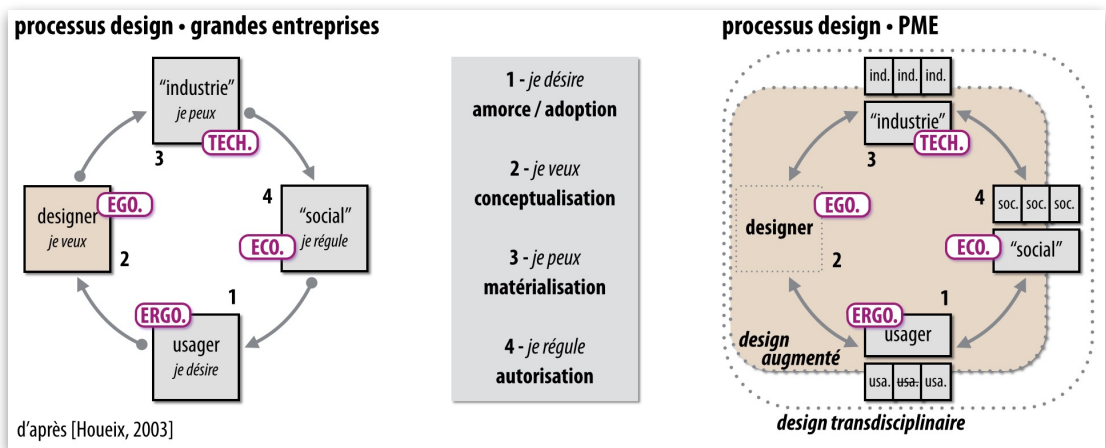 processus design • grandes entreprises
"industrie"
je peux
TECH.
3
designer
je veux
EGO.
2
4
"social"
je régule
ECO.
1
ERGO.
usager
je désire
d'après [Houeix, 2003]
1 - je désire
amorce / adoption
2 - je veux
conceptualisation
3 - je peux
matérialisation
4 - je régule
autorisation
processus design • PME
ind. ind. ind.
"industrie"
TECH.
3
designer
EGO.
2
4
soc. soc. soc.
ECO.
"social"
1
ERGO.
usager
usa. usa. usa.
design
augmenté
design transdisciplinaire